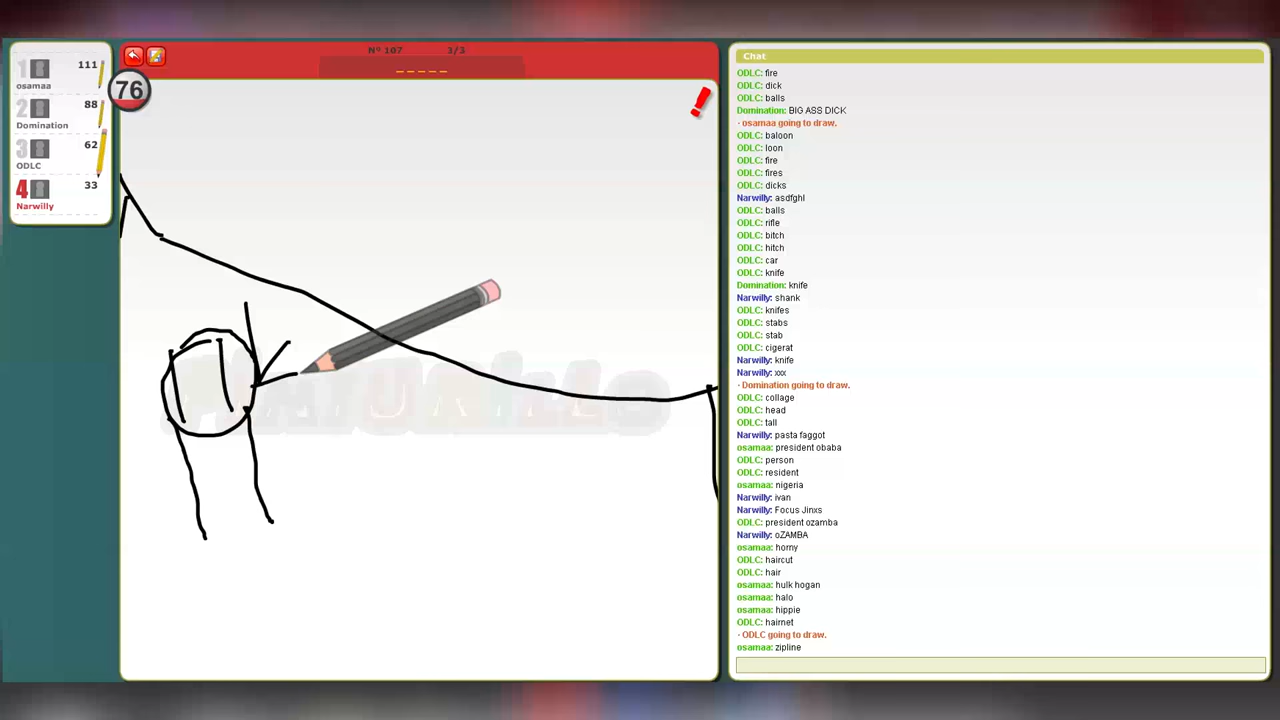 Nº 107 3/3
_ _ _ _ _
76
1 111
osamaa
2 88
Domination
3 62
ODLC
4 33
Narwilly
Chat
ODLC: fire
ODLC: dick
ODLC: balls
Domination: BIG ASS DICK
· osamaa going to draw.
ODLC: baloon
ODLC: loon
ODLC: fire
ODLC: fires
ODLC: dicks
Narwilly: asdfghl
ODLC: balls
ODLC: rifle
ODLC: bitch
ODLC: hitch
ODLC: car
ODLC: knife
Domination: knife
Narwilly: shank
ODLC: knifes
ODLC: stabs
ODLC: stab
ODLC: cigerat
Narwilly: knife
Narwilly: xxx
· Domination going to draw.
ODLC: collage
ODLC: head
ODLC: tall
Narwilly: pasta faggot
osamaa: president obaba
ODLC: person
ODLC: resident
osamaa: nigeria
Narwilly: ivan
Narwilly: Focus Jinxs
ODLC: president ozamba
Narwilly: oZAMBA
osamaa: horny
ODLC: haircut
ODLC: hair
osamaa: hulk hogan
osamaa: halo
osamaa: hippie
ODLC: hairnet
· ODLC going to draw.
osamaa: zipline